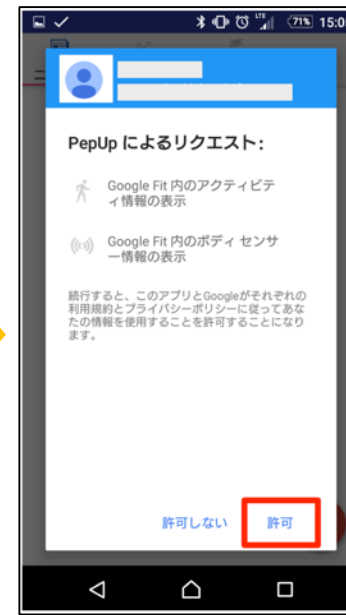 LTE
71% 15:0
PepUp によるリクエスト:
Google Fit 内のアクティビテ
ィ情報の表示
Google Fit 内のボディ センサ
ー情報の表示
続行すると、このアプリとGoogleがそれぞれの
利用規約とプライバシーポリシーに従ってあな
たの情報を使用することを許可することになり
ます。
許可しない 許可